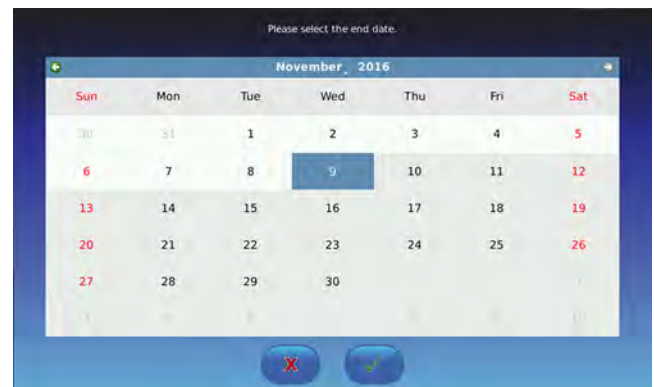 Please select the end date.
November, 2016
Sun Mon Tue Wed Thu Fri Sat
30 31 1 2 3 4 5
6 7 8 9 10 11 12
13 14 15 16 17 18 19
20 21 22 23 24 25 26
27 28 29 30
X